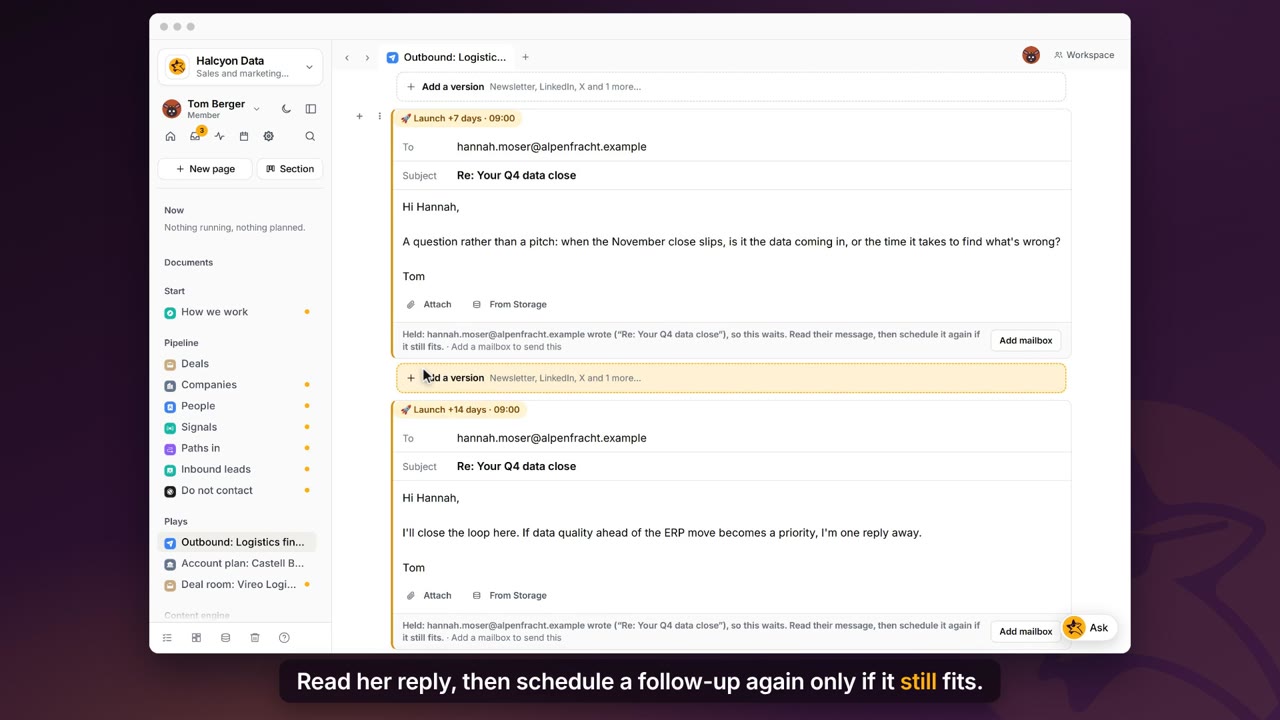 Halcyon Data
Sales and marketing...
Tom Berger
Member
3
New page
Section
Now
Nothing running, nothing planned.
Documents
Start
How we work
Pipeline
Deals
Companies
People
Signals
Paths in
Inbound leads
Do not contact
Plays
Outbound: Logistics fin...
Account plan: Castell B...
Deal room: Vireo Logi...
Content engine
Outbound: Logistic...
Workspace
Add a version Newsletter, LinkedIn, X and 1 more...
🚀 Launch +7 days · 09:00
To hannah.moser@alpenfracht.example
Subject Re: Your Q4 data close
Hi Hannah,
A question rather than a pitch: when the November close slips, is it the data coming in, or the time it takes to find what's wrong?
Tom
Attach From Storage
Held: hannah.moser@alpenfracht.example wrote (“Re: Your Q4 data close”), so this waits. Read their message, then schedule it again if
it still fits. · Add a mailbox to send this
Add mailbox
a version Newsletter, LinkedIn, X and 1 more...
🚀 Launch +14 days · 09:00
To hannah.moser@alpenfracht.example
Subject Re: Your Q4 data close
Hi Hannah,
I'll close the loop here. If data quality ahead of the ERP move becomes a priority, I'm one reply away.
Tom
Attach From Storage
Held: hannah.moser@alpenfracht.example wrote (“Re: Your Q4 data close”), so this waits. Read their message, then schedule it again if
it still fits. · Add a mailbox to send this
Add mailbox
Ask
Read her reply, then schedule a follow-up again only if it still fits.